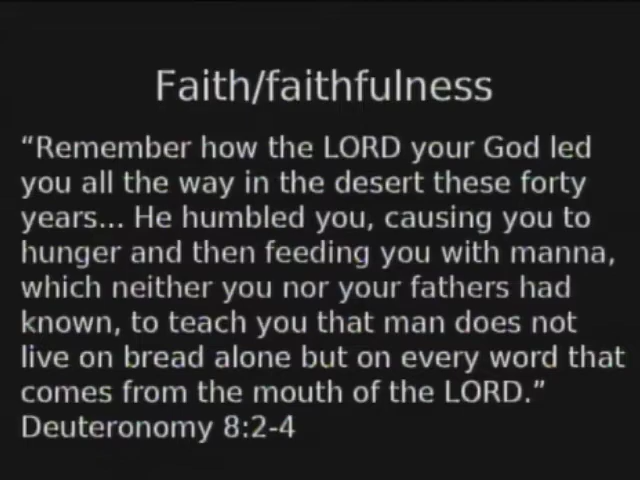 Faith/faithfulness
“Remember how the LORD your God led
you all the way in the desert these forty
years... He humbled you, causing you to
hunger and then feeding you with manna,
which neither you nor your fathers had
known, to teach you that man does not
live on bread alone but on every word that
comes from the mouth of the LORD.”
Deuteronomy 8:2-4